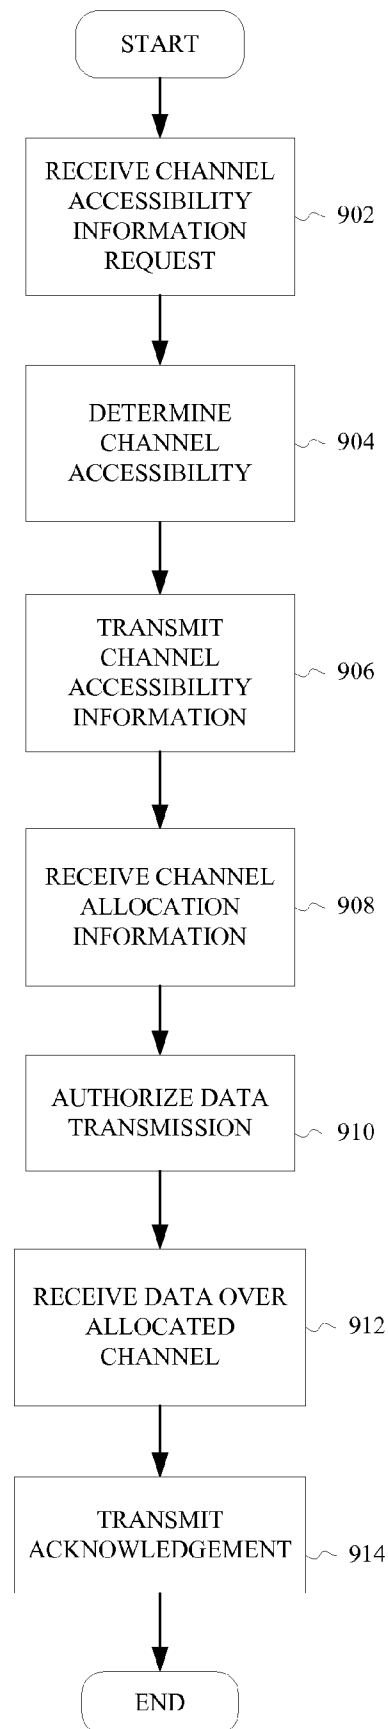 START
RECEIVE CHANNEL
ACCESSIBILITY
INFORMATION
REQUEST
902
DETERMINE
CHANNEL
ACCESSIBILITY
904
TRANSMIT
CHANNEL
ACCESSIBILITY
INFORMATION
906
RECEIVE CHANNEL
ALLOCATION
INFORMATION
908
AUTHORIZE DATA
TRANSMISSION
910
RECEIVE DATA OVER
ALLOCATED
CHANNEL
912
TRANSMIT
ACKNOWLEDGEMENT
914
END